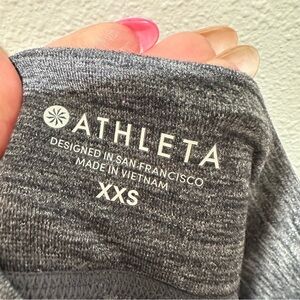 ATHLETA
DESIGNED IN SAN FRANCISCO
MADE IN VIETNAM
XXS